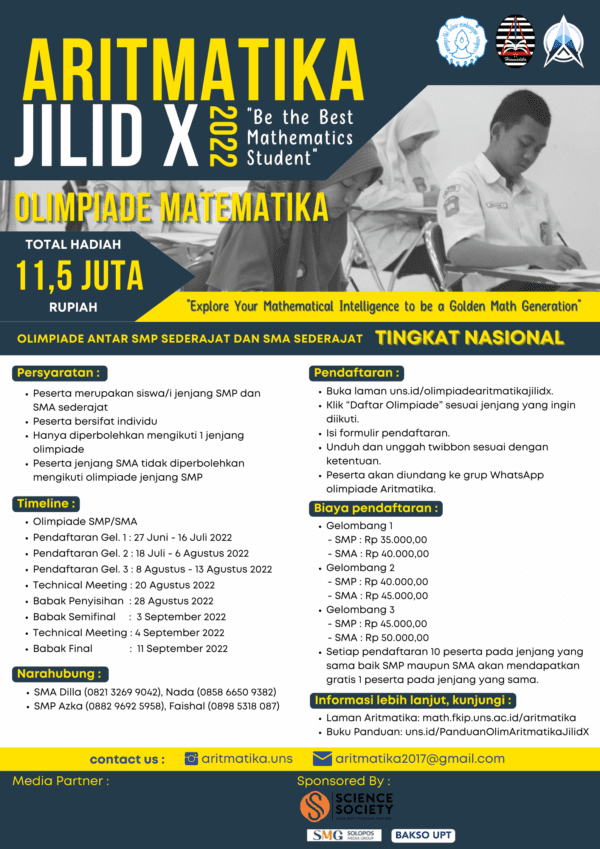 ARITMATIKA
JILID X
2022
"Be the Best
Mathematics
Student"
OLIMPIADE MATEMATIKA
TOTAL HADIAH
11,5 JUTA
RUPIAH
"Explore Your Mathematical Intelligence to be a Golden Math Generation"
OLIMPIADE ANTAR SMP SEDERAJAT DAN SMA SEDERAJAT TINGKAT NASIONAL
Persyaratan :
• Peserta merupakan siswa/i jenjang SMP dan
SMA sederajat
• Peserta bersifat individu
• Hanya diperbolehkan mengikuti 1 jenjang
olimpiade
• Peserta jenjang SMA tidak diperbolehkan
mengikuti olimpiade jenjang SMP
Timeline :
• Olimpiade SMP/SMA
• Pendaftaran Gel. 1 : 27 Juni - 16 Juli 2022
• Pendaftaran Gel. 2 : 18 Juli - 6 Agustus 2022
• Pendaftaran Gel. 3 : 8 Agustus - 13 Agustus 2022
• Technical Meeting : 20 Agustus 2022
• Babak Penyisihan : 28 Agustus 2022
• Babak Semifinal : 3 September 2022
• Technical Meeting : 4 September 2022
• Babak Final : 11 September 2022
Narahubung :
• SMA Dilla (0821 3269 9042), Nada (0858 6650 9382)
• SMP Azka (0882 9692 5958), Faishal (0898 5318 087)
Pendaftaran :
• Buka laman uns.id/olimpiadearitmatikajilidx.
• Klik "Daftar Olimpiade" sesuai jenjang yang ingin
diikuti.
• Isi formulir pendaftaran.
• Unduh dan unggah twibbon sesuai dengan
ketentuan.
• Peserta akan diundang ke grup WhatsApp
olimpiade Aritmatika.
Biaya pendaftaran :
• Gelombang 1
- SMP : Rp 35.000,00
- SMA : Rp 40.000,00
• Gelombang 2
- SMP : Rp 40.000,00
- SMA : Rp 45.000,00
• Gelombang 3
- SMP : Rp 45.000,00
- SMA : Rp 50.000,00
• Setiap pendaftaran 10 peserta pada jenjang yang
sama baik SMP maupun SMA akan mendapatkan
gratis 1 peserta pada jenjang yang sama.
Informasi lebih lanjut, kunjungi :
• Laman Aritmatika: math.fkip.uns.ac.id/aritmatika
• Buku Panduan: uns.id/PanduanOlimAritmatikaJilidX
contact us : aritmatika.uns aritmatika2017@gmail.com
Media Partner :
Sponsored By :
SCIENCE
SOCIETY
SMG SOLOPOS
MEDIA GROUP
BAKSO UPT